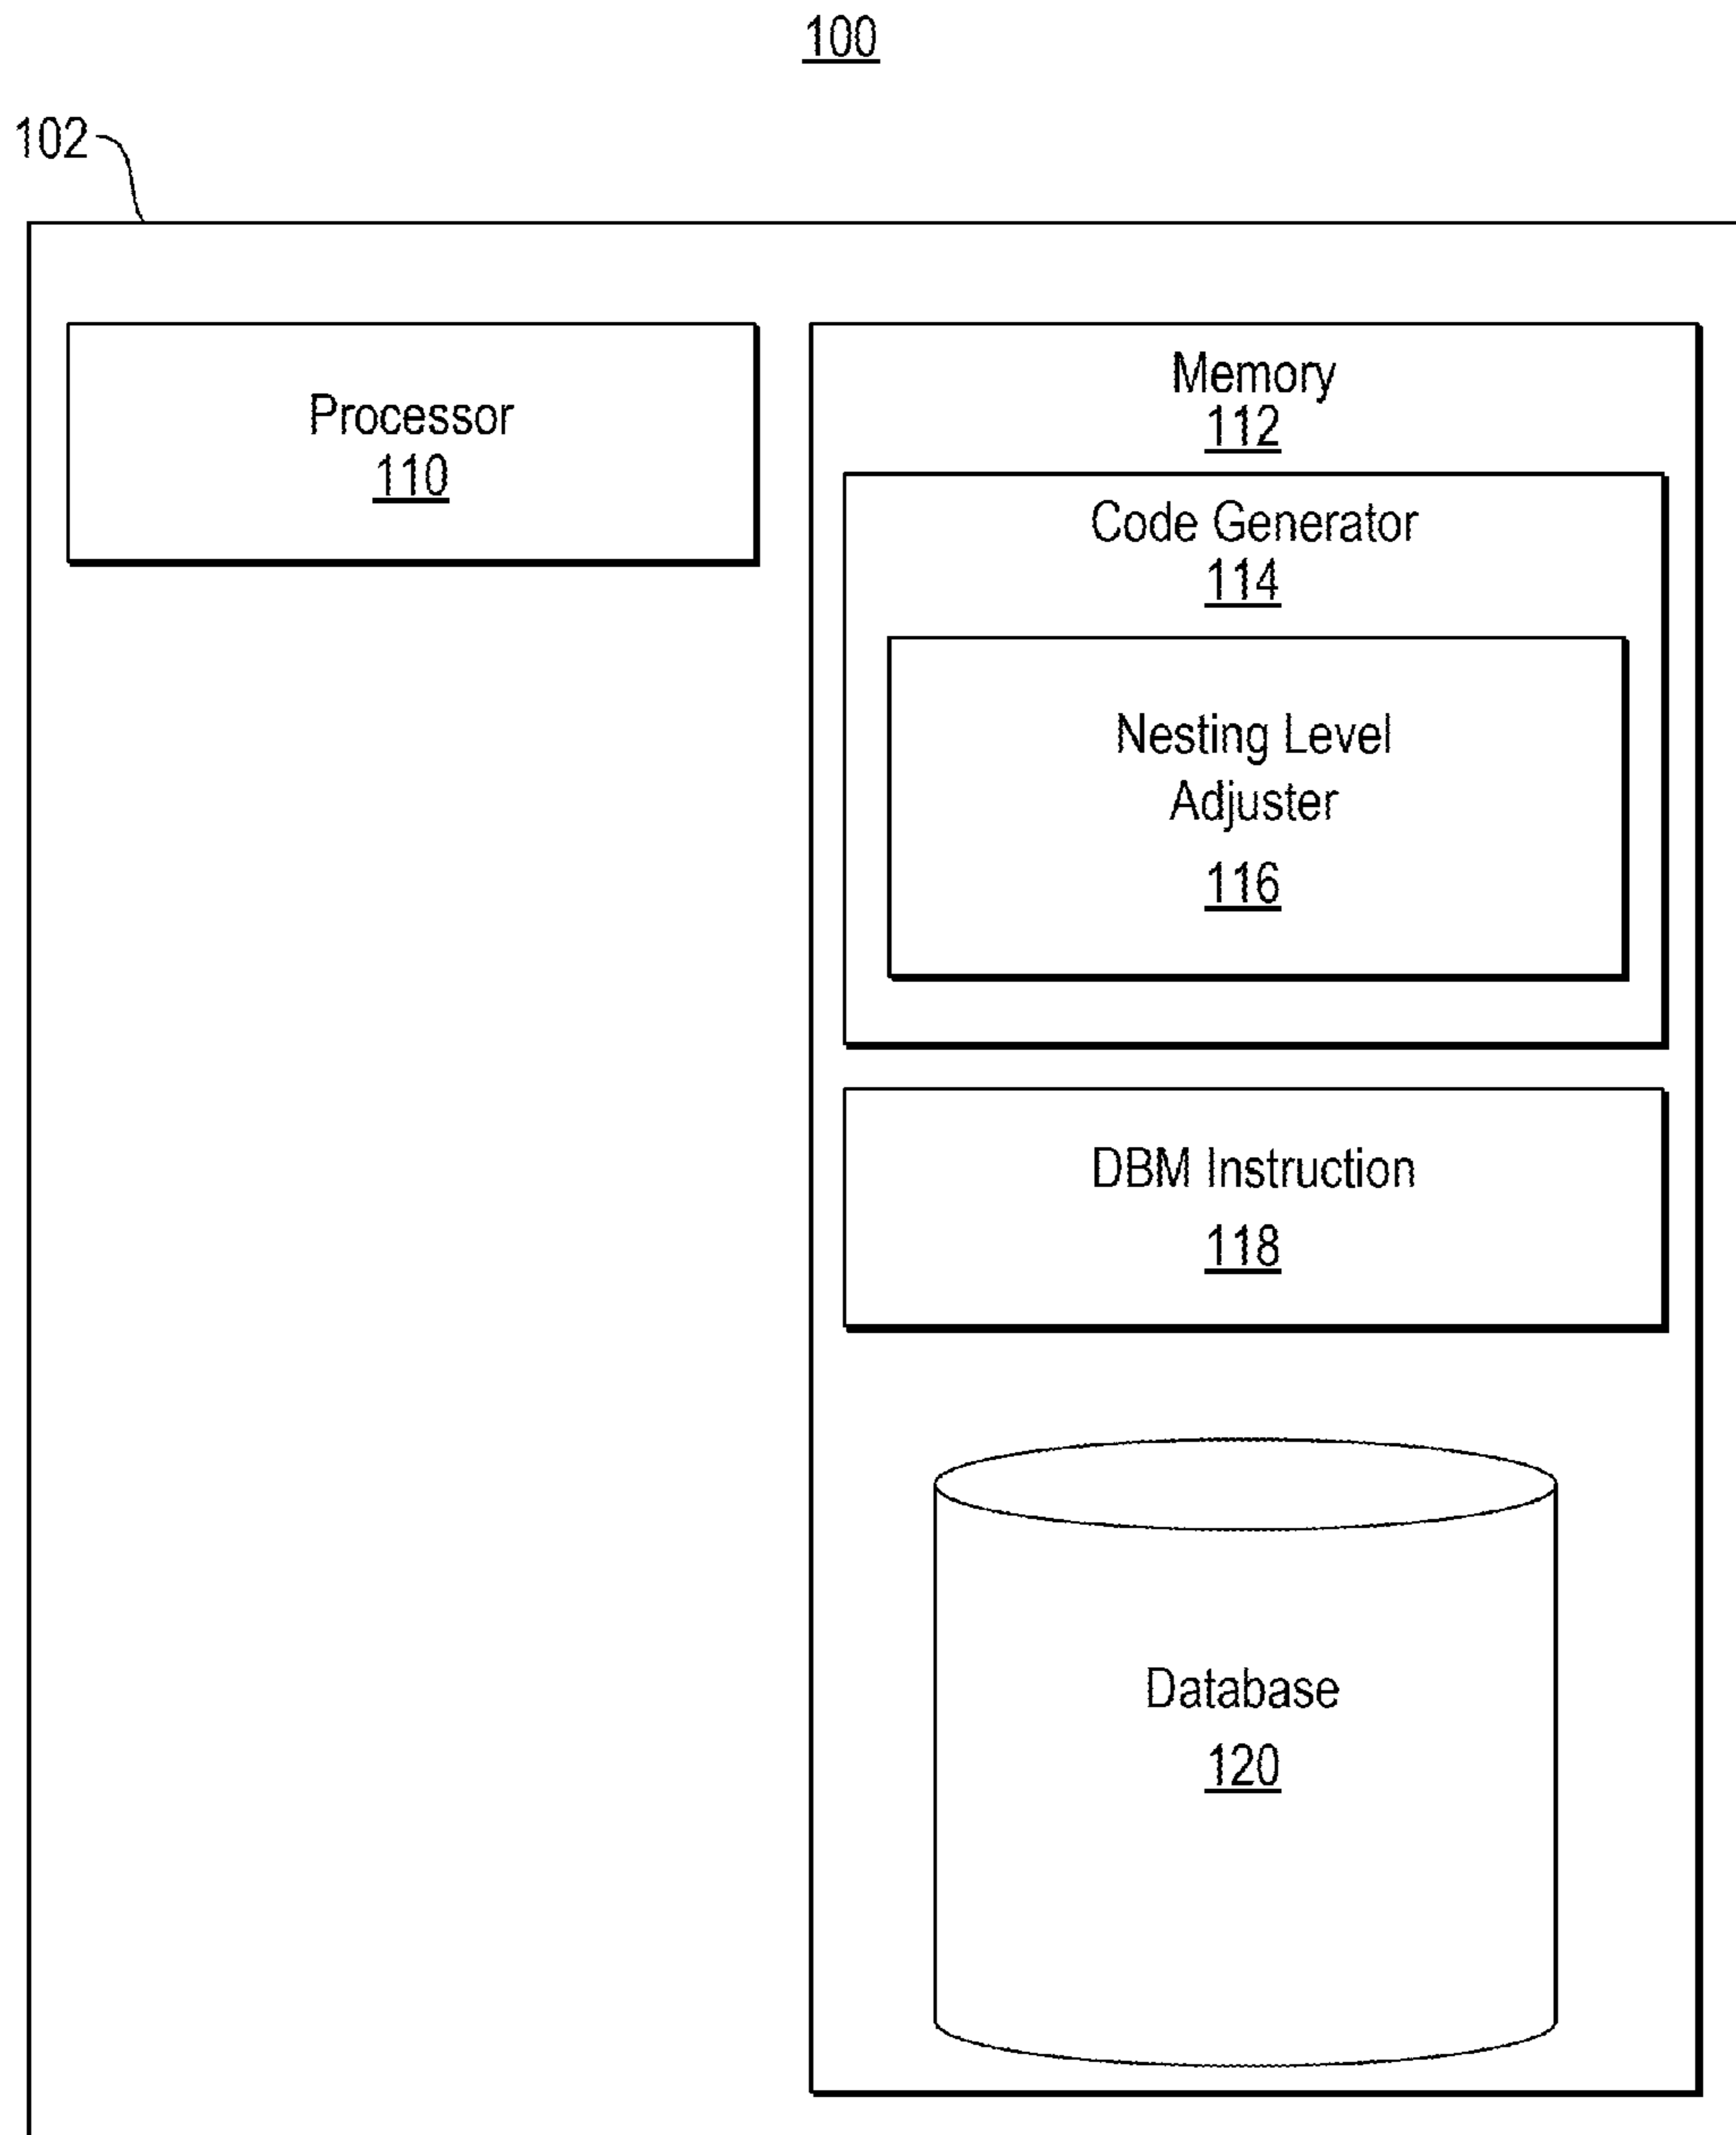 100
102
Processor
110
Memory
112
Code Generator
114
Nesting Level
Adjuster
116
DBM Instruction
118
Database
120